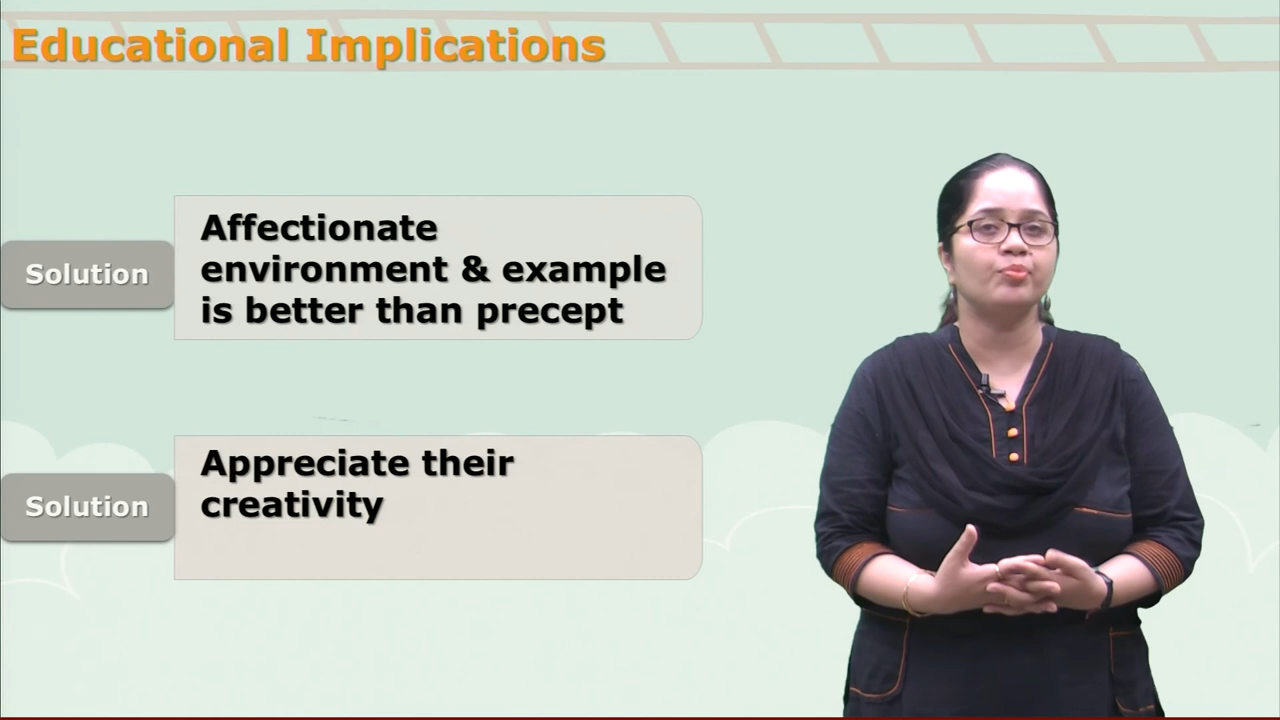 Educational Implications
Solution
Affectionate
environment & example
is better than precept
Solution
Appreciate their
creativity